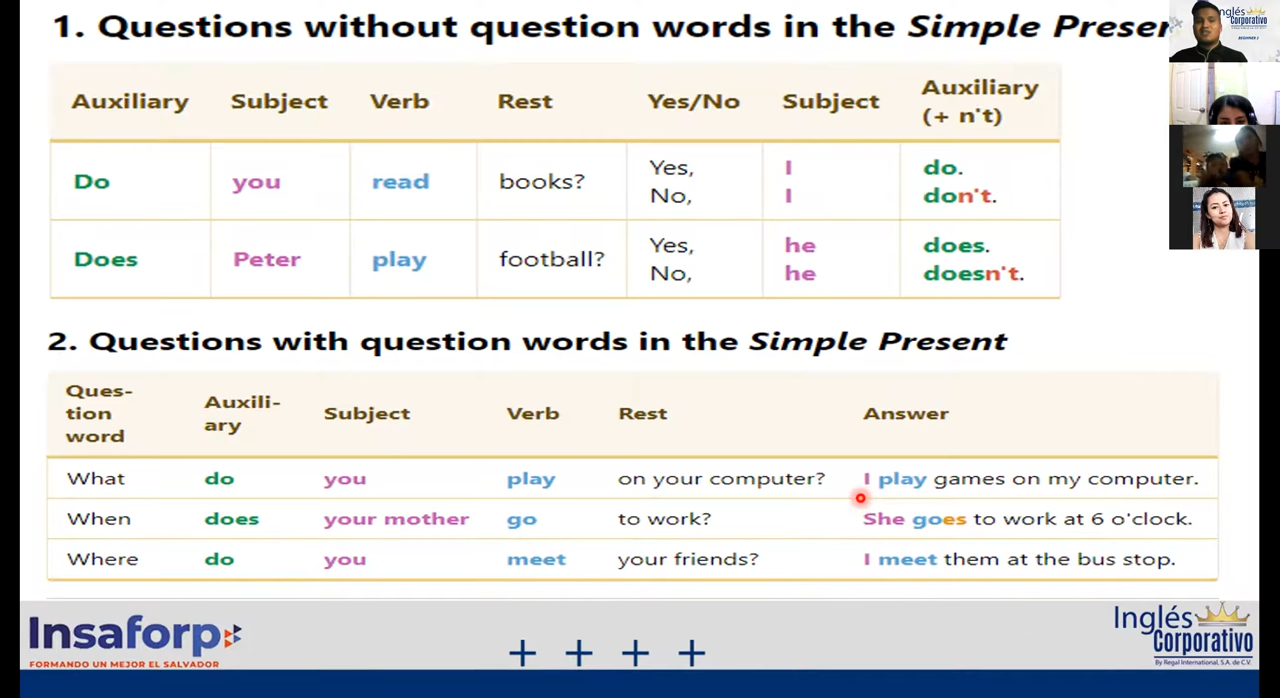 1. Questions without question words in the Simple Presen
Auxiliary Subject Verb Rest Yes/No Subject Auxiliary (+ n't)
Do you read books? Yes, I do.
No, I don't.
Does Peter play football? Yes, he does.
No, he doesn't.
2. Questions with question words in the Simple Present
Ques-tion word Auxili-ary Subject Verb Rest Answer
What do you play on your computer? I play games on my computer.
When does your mother go to work? She goes to work at 6 o'clock.
Where do you meet your friends? I meet them at the bus stop.
Insaforp
FORMANDO UN MEJOR EL SALVADOR
+ + + +
Inglés
Corporativo
By Regal International, S.A. de C.V.
Inglés
Corporativo
BEGINNER 2